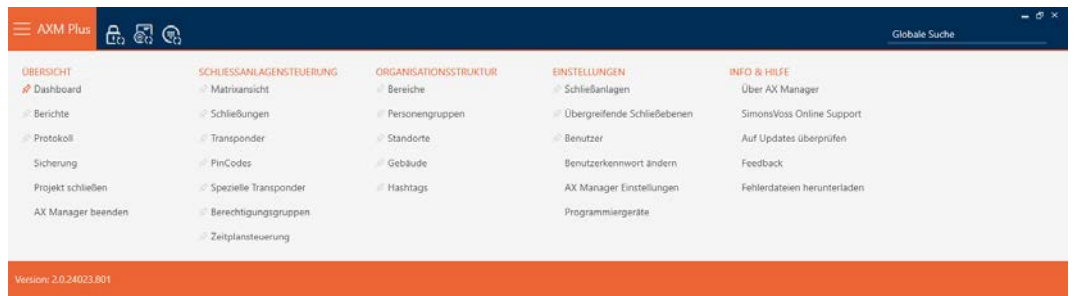 AXM Plus
Globale Suche
ÜBERSICHT
Dashboard
Berichte
Protokoll
Sicherung
Projekt schließen
AX Manager beenden
SCHLIESSANLAGENSTEUERUNG
Matrixansicht
Schließungen
Transponder
PinCodes
Spezielle Transponder
Berechtigungsgruppen
Zeitplansteuerung
ORGANISATIONSSTRUKTUR
Bereiche
Personengruppen
Standorte
Gebäude
Hashtags
EINSTELLUNGEN
Schließanlagen
Übergreifende Schließebenen
Benutzer
Benutzerkennwort ändern
AX Manager Einstellungen
Programmiergeräte
INFO & HILFE
Über AX Manager
SimonsVoss Online Support
Auf Updates überprüfen
Feedback
Fehlerdateien herunterladen
Version: 2.0.24023.801